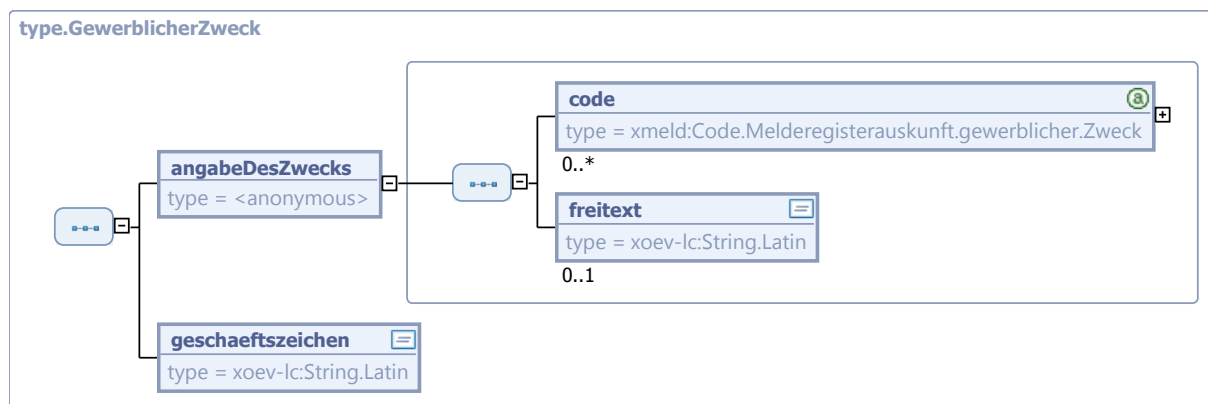 type.GewerblicherZweck
code
type = xmeld:Code.Melderegisterauskunft.gewerblicher.Zweck
0..*
angabeDesZwecks
type = <anonymous>
freitext
type = xoev-lc:String.Latin
0..1
geschaeftszeichen
type = xoev-lc:String.Latin